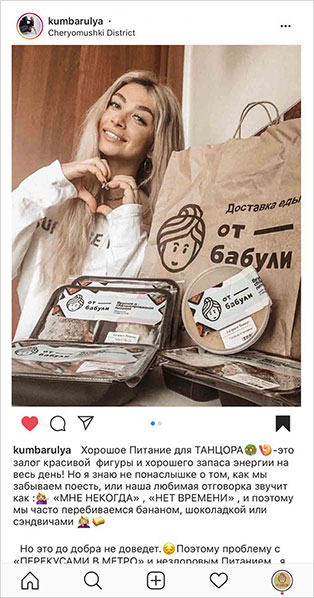 kumbarulya
Cheryomushki District
Доставка еды
от
бабули
от
бабули
от
бабули
kumbarulya Хорошое Питание для ТАНЦОРА-это
залог красивой фигуры и хорошего запаса энергии на
весь день! Но я знаю не понаслышке о том, как мы
забываем поесть, или наша любимая отговорка звучит
как : «МНЕ НЕКОГДА» , «НЕТ ВРЕМЕНИ» , и поэтому
мы часто перебиваемся бананом, шоколадкой или
сэндвичами
Но это до добра не доведет. Поэтому проблему с
«ПЕРЕКУСАМИ В МЕТРО» и нездоровым Питанием я